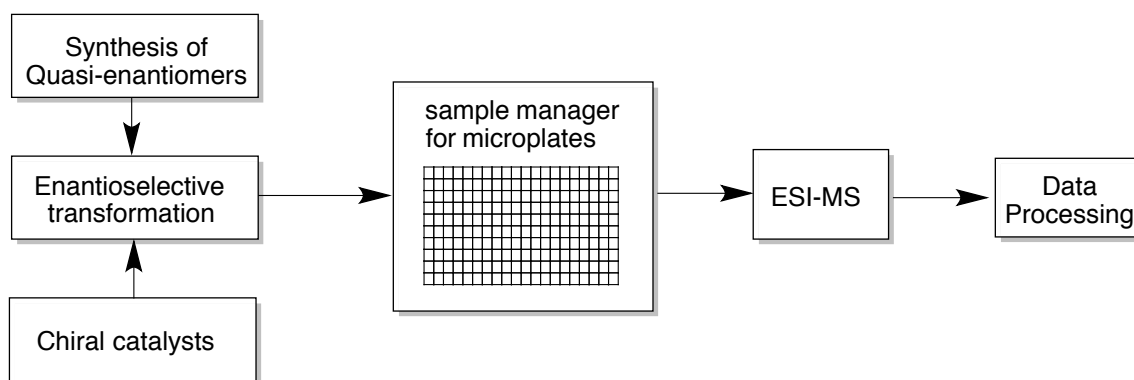 Synthesis of
Quasi-enantiomers
Enantioselective
transformation
Chiral catalysts
sample manager
for microplates
ESI-MS
Data
Processing